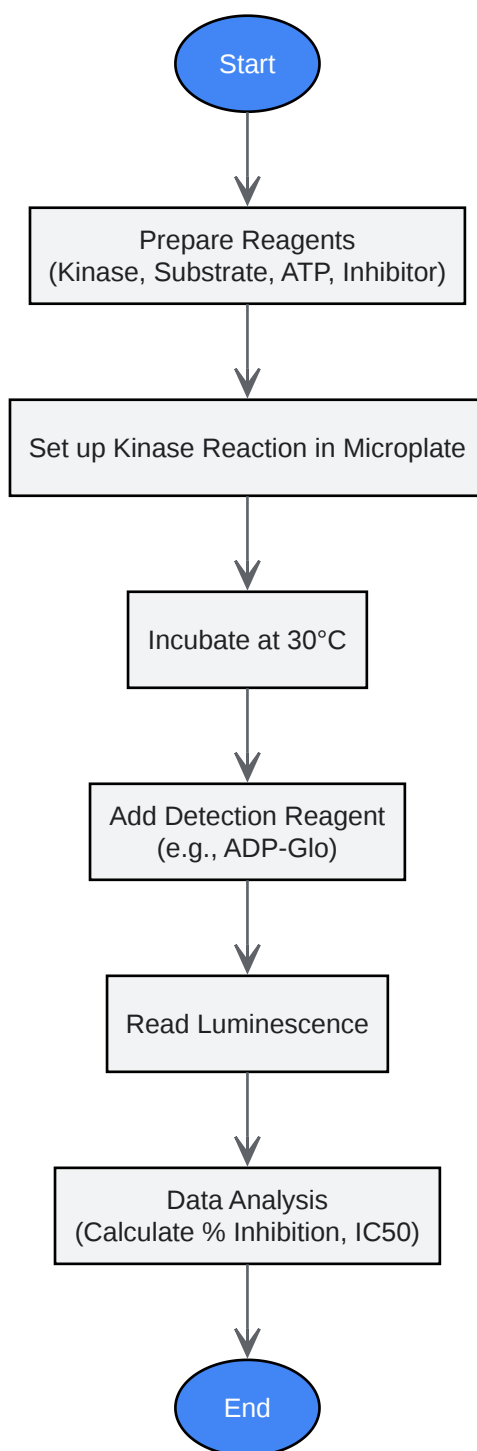 Start
Prepare Reagents
(Kinase, Substrate, ATP, Inhibitor)
Set up Kinase Reaction in Microplate
Incubate at 30°C
Add Detection Reagent
(e.g., ADP-Glo)
Read Luminescence
Data Analysis
(Calculate % Inhibition, IC50)
End